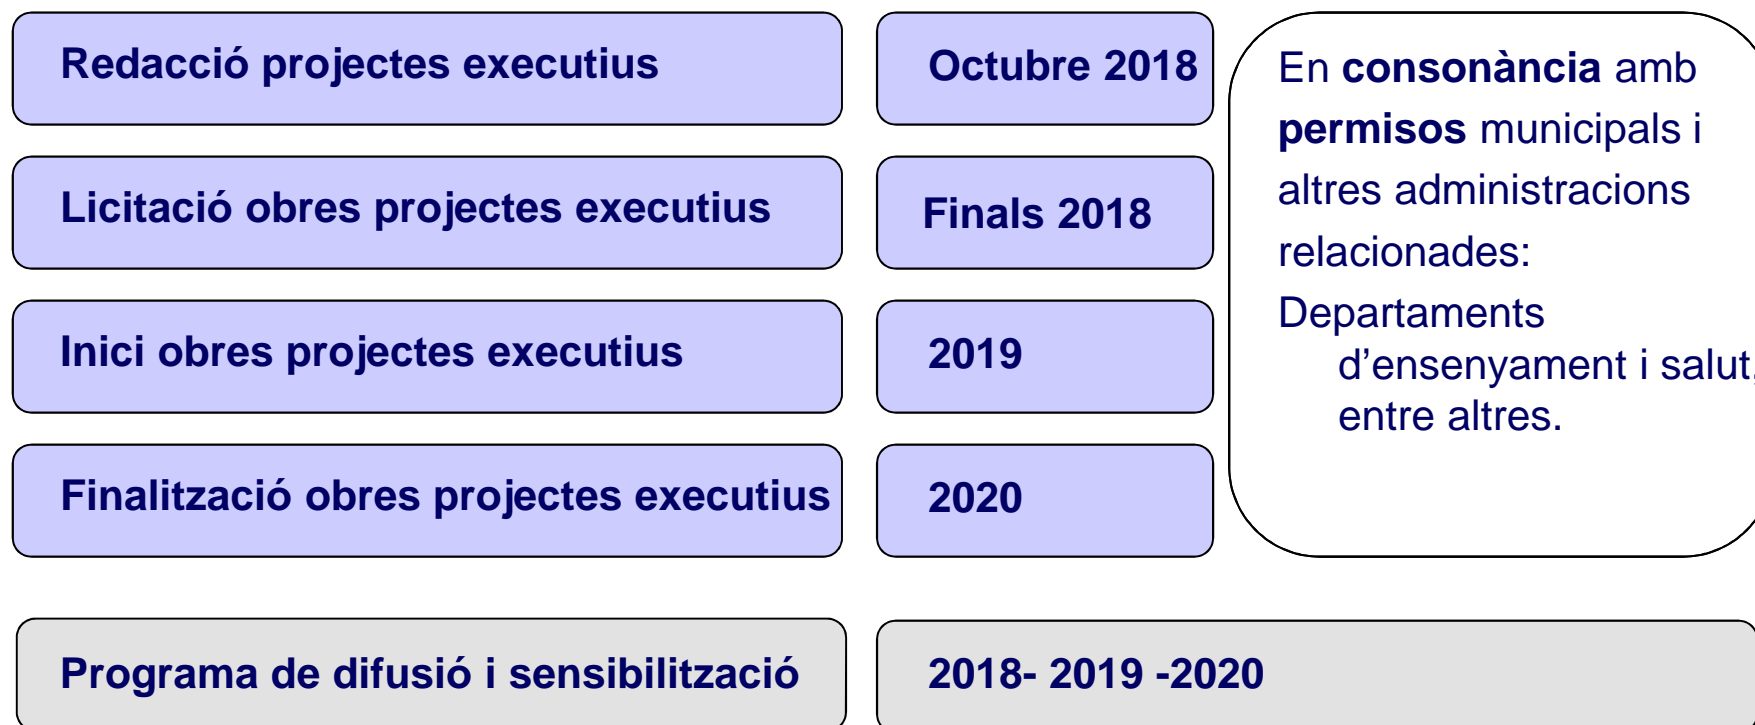 Redacció projectes executius
Octubre 2018
Licitació obres projectes executius
Finals 2018
Inici obres projectes executius
2019
Finalització obres projectes executius
2020
En consonància amb
permisos municipals i
altres administracions
relacionades:
Departaments
d’ensenyament i salut,
entre altres.
Programa de difusió i sensibilització
2018- 2019 -2020